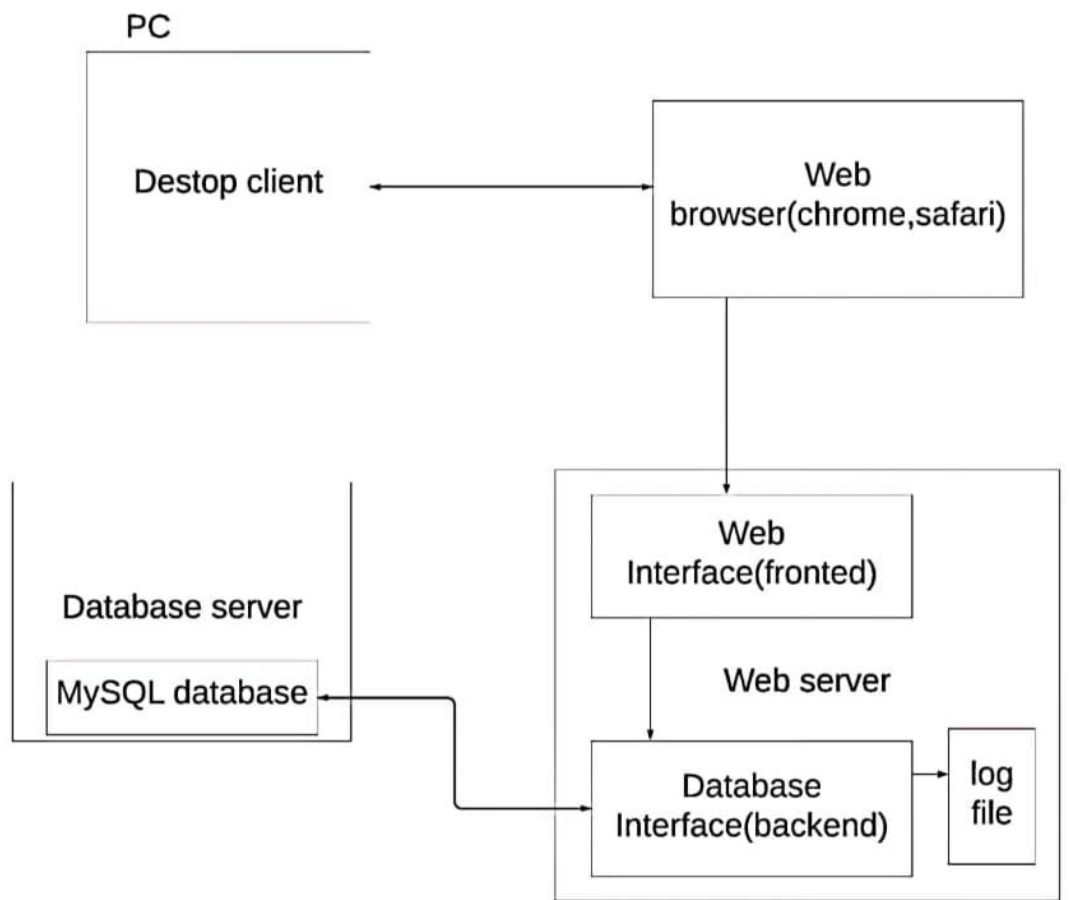 PC
Destop client
Web
browser(chrome,safari)
Web
Interface(fronted)
Database server
MySQL database
Web server
Database
Interface(backend)
log
file